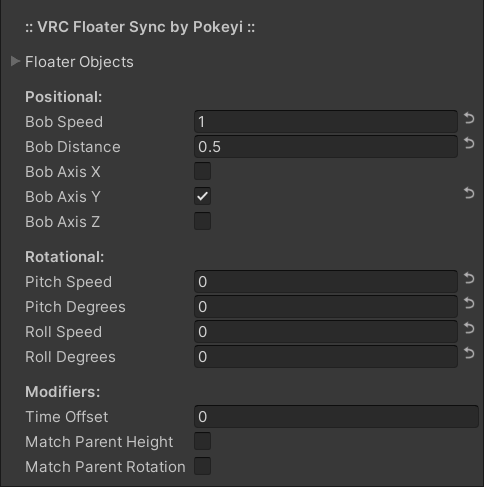 :: VRC Floater Sync by Pokeyi ::
Floater Objects
Positional:
Bob Speed 1
Bob Distance 0.5
Bob Axis X
Bob Axis Y
Bob Axis Z
Rotational:
Pitch Speed 0
Pitch Degrees 0
Roll Speed 0
Roll Degrees 0
Modifiers:
Time Offset 0
Match Parent Height
Match Parent Rotation